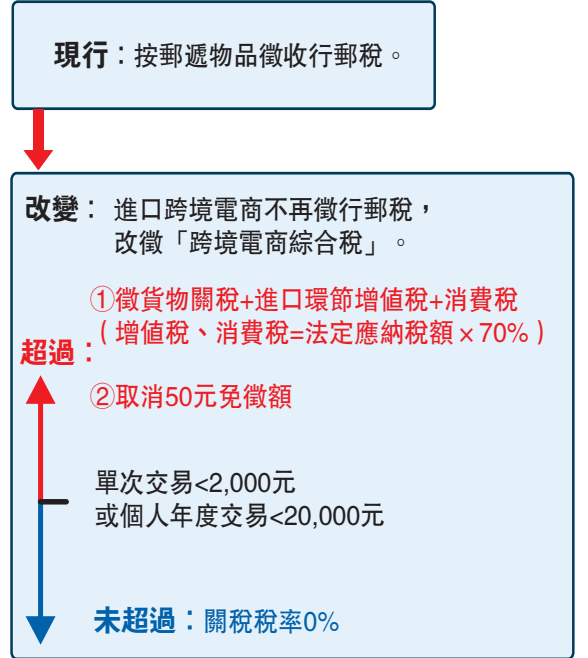 現行：按郵遞物品徵收行郵稅。
改變： 進口跨境電商不再徵行郵稅，
改徵「跨境電商綜合稅」。
①徵貨物關稅+進口環節增值稅+消費稅
（增值稅、消費稅=法定應納稅額×70%）
超過：
②取消50元免徵額
單次交易<2,000元
或個人年度交易<20,000元
未超過：關稅稅率0%